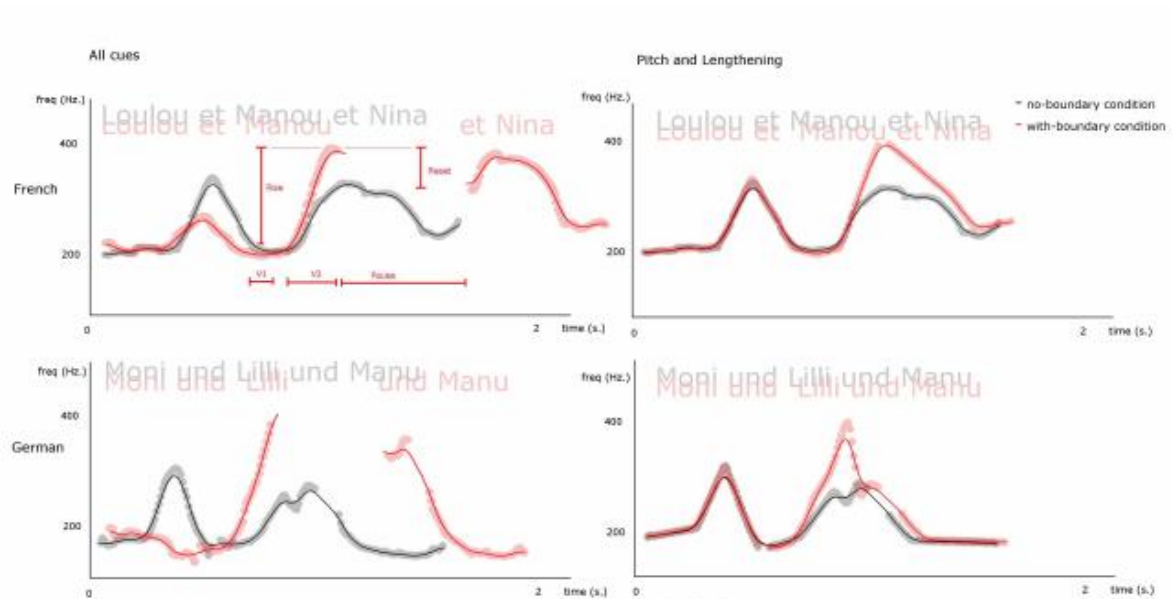 All cues
Pitch and Lengthening
freq (Hz.)
Loulou et Manou et Nina
Loulou et Manou et Nina
400
French
200
Rise
Reset
V1
V2
Pause
0
2
time (s.)
freq (Hz.)
Loulou et Manou et Nina
Loulou et Manou et Nina
400
200
0
2
time (s.)
no-boundary condition
with-boundary condition
freq (Hz.)
Moni und Lilli und Manu
Moni und Lilli und Manu
400
German
200
0
2
time (s.)
freq (Hz.)
Moni und Lilli und Manu
Moni und Lilli und Manu
400
200
0
2
time (s.)